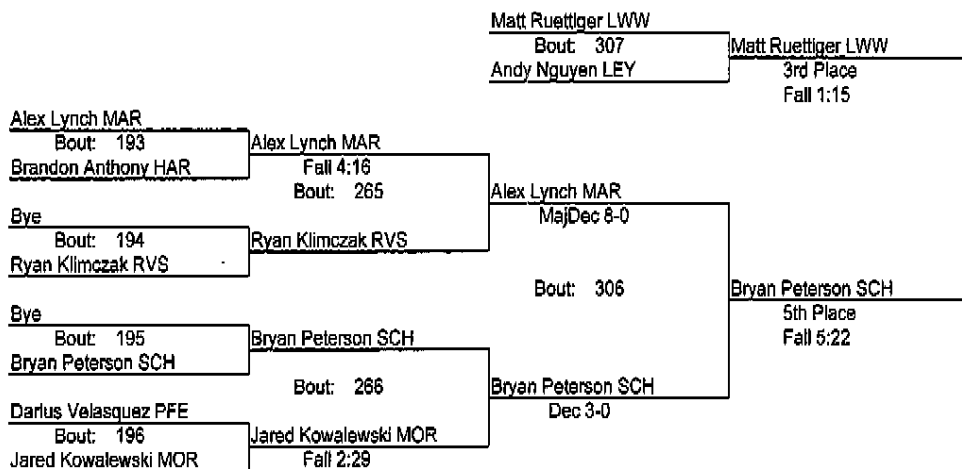 Matt Ruettiger LWW
Bout: 307
Andy Nguyen LEY
Matt Ruettiger LWW
3rd Place
Fall 1:15
Alex Lynch MAR
Bout: 193
Brandon Anthony HAR
Alex Lynch MAR
Fall 4:16
Bout: 265
Bye
Bout: 194
Ryan Klimczak RVS
Ryan Klimczak RVS
Alex Lynch MAR
MajDec 8-0
Bout: 306
Bye
Bout: 195
Bryan Peterson SCH
Bryan Peterson SCH
Bout: 266
Darius Velasquez PFE
Bout: 196
Jared Kowalewski MOR
Jared Kowalewski MOR
Fall 2:29
Bryan Peterson SCH
Dec 3-0
Bryan Peterson SCH
5th Place
Fall 5:22